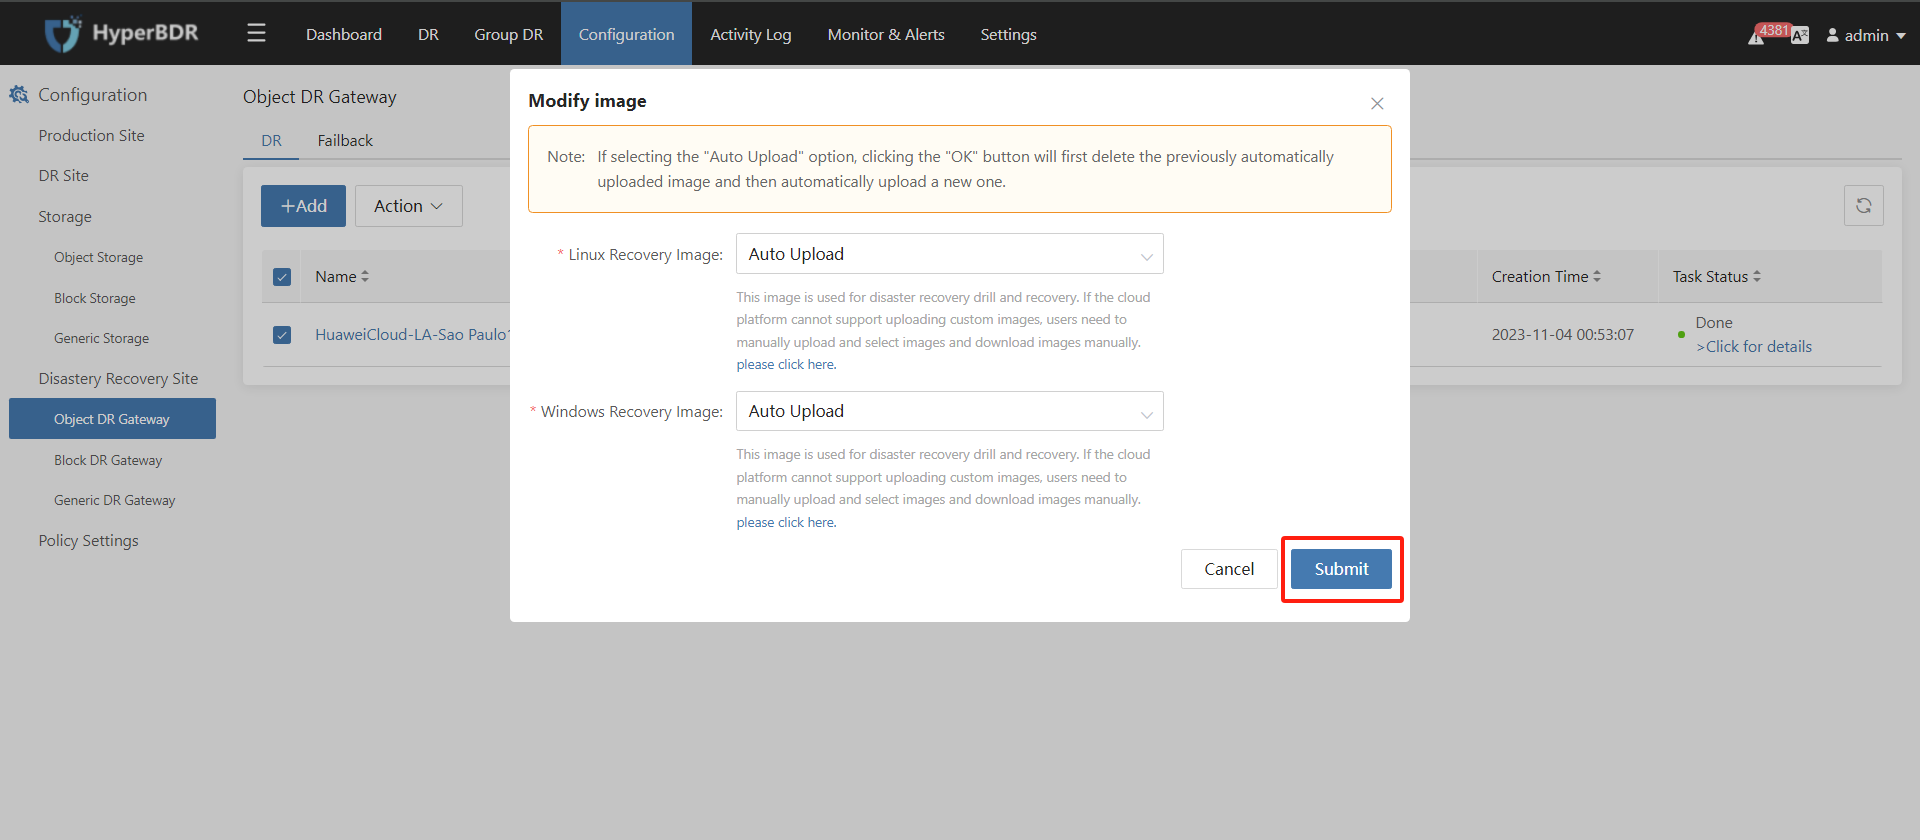 HyperBDR
Dashboard
DR
Group DR
Configuration
Activity Log
Monitor & Alerts
Settings
4381
admin
Configuration
Production Site
DR Site
Storage
Object Storage
Block Storage
Generic Storage
Disastery Recovery Site
Object DR Gateway
Block DR Gateway
Generic DR Gateway
Policy Settings
Object DR Gateway
DR
Failback
+Add
Action
Name
Creation Time
Task Status
HuaweiCloud-LA-Sao Paulo
2023-11-04 00:53:07
Done
>Click for details
Modify image
Note: If selecting the "Auto Upload" option, clicking the "OK" button will first delete the previously automatically
uploaded image and then automatically upload a new one.
* Linux Recovery Image:
Auto Upload
This image is used for disaster recovery drill and recovery. If the cloud
platform cannot support uploading custom images, users need to
manually upload and select images and download images manually.
please click here.
* Windows Recovery Image:
Auto Upload
This image is used for disaster recovery drill and recovery. If the cloud
platform cannot support uploading custom images, users need to
manually upload and select images and download images manually.
please click here.
Cancel
Submit